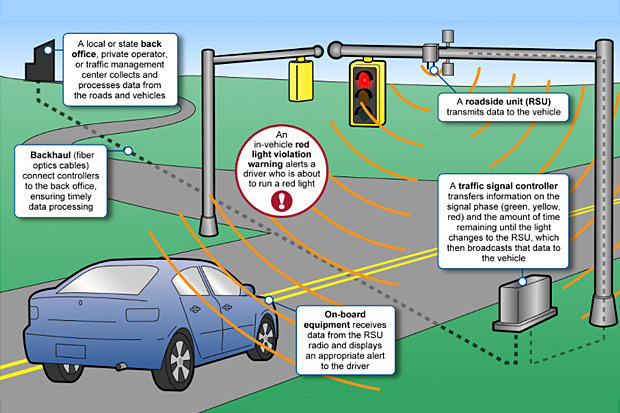 A local or state back
office, private operator,
or traffic management
center collects and
processes data from
the roads and vehicles
A roadside unit (RSU)
transmits data to the vehicle
An
in-vehicle red
light violation
warning alerts a
driver who is about
to run a red light
!
Backhaul (fiber
optics cables)
connect controllers
to the back office,
ensuring timely
data processing
A traffic signal controller
transfers information on the
signal phase (green, yellow,
red) and the amount of time
remaining until the light
changes to the RSU, which
then broadcasts that data to
the vehicle
On-board
equipment receives
data from the RSU
radio and displays
an appropriate alert
to the driver